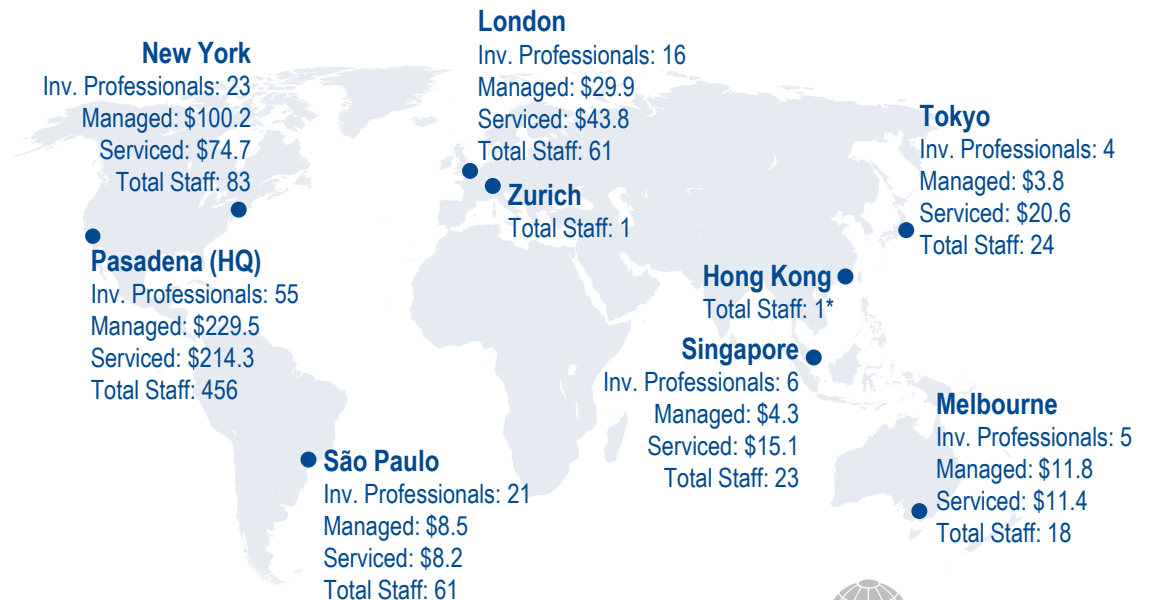 New York
Inv. Professionals: 23
Managed: $100.2
Serviced: $74.7
Total Staff: 83
London
Inv. Professionals: 16
Managed: $29.9
Serviced: $43.8
Total Staff: 61
Zurich
Total Staff: 1
Tokyo
Inv. Professionals: 4
Managed: $3.8
Serviced: $20.6
Total Staff: 24
Pasadena (HQ)
Inv. Professionals: 55
Managed: $229.5
Serviced: $214.3
Total Staff: 456
Hong Kong
Total Staff: 1*
Singapore
Inv. Professionals: 6
Managed: $4.3
Serviced: $15.1
Total Staff: 23
Melbourne
Inv. Professionals: 5
Managed: $11.8
Serviced: $11.4
Total Staff: 18
São Paulo
Inv. Professionals: 21
Managed: $8.5
Serviced: $8.2
Total Staff: 61